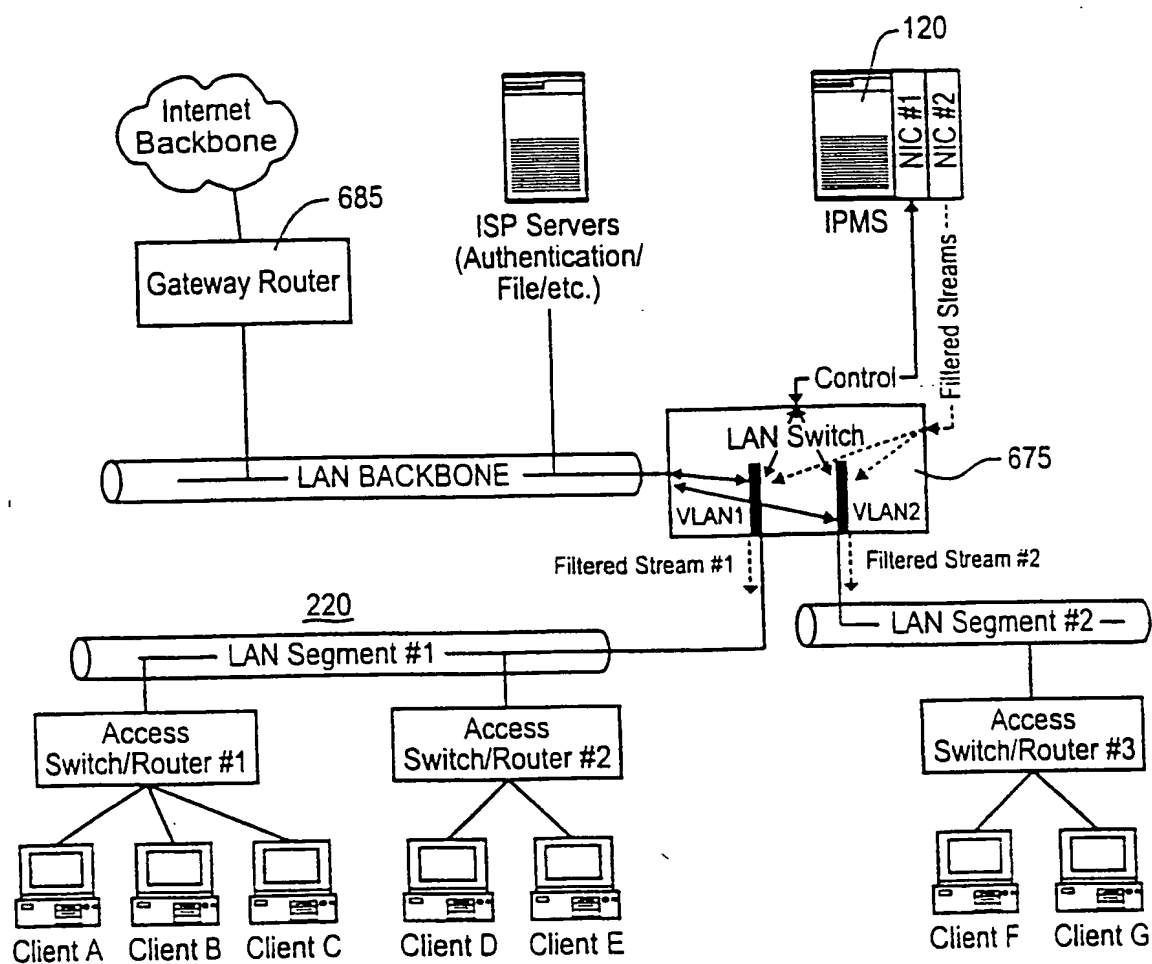 120
Internet
Backbone
NIC #1
NIC #2
685
ISP Servers
(Authentication/
File/etc.)
IPMS
Gateway Router
Filtered Streams
Control
LAN Switch
675
LAN BACKBONE
VLAN1
VLAN2
Filtered Stream #1
Filtered Stream #2
220
LAN Segment #1
LAN Segment #2
Access
Switch/Router #1
Access
Switch/Router #2
Access
Switch/Router #3
Client A
Client B
Client C
Client D
Client E
Client F
Client G